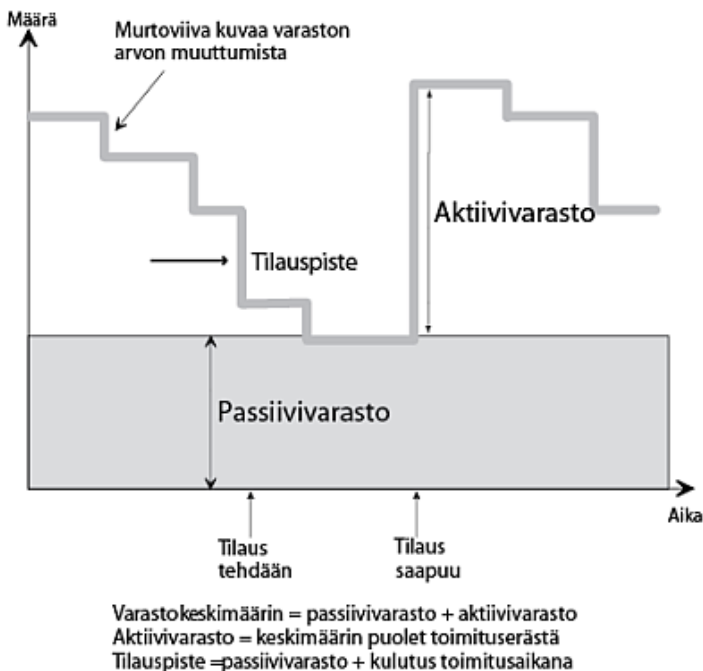 Määrä
Murtoviiva kuvaa varaston
arvon muuttumista
Aktiivivarasto
Tilauspiste
Passiivivarasto
Aika
Tilaus
tehdään
Tilaus
saapuu
Varastokeskimäärin = passiivivarasto + aktiivivarasto
Aktiivivarasto = keskimäärin puolet toimituserästä
Tilauspiste =passiivivarasto + kulutus toimitusaikana